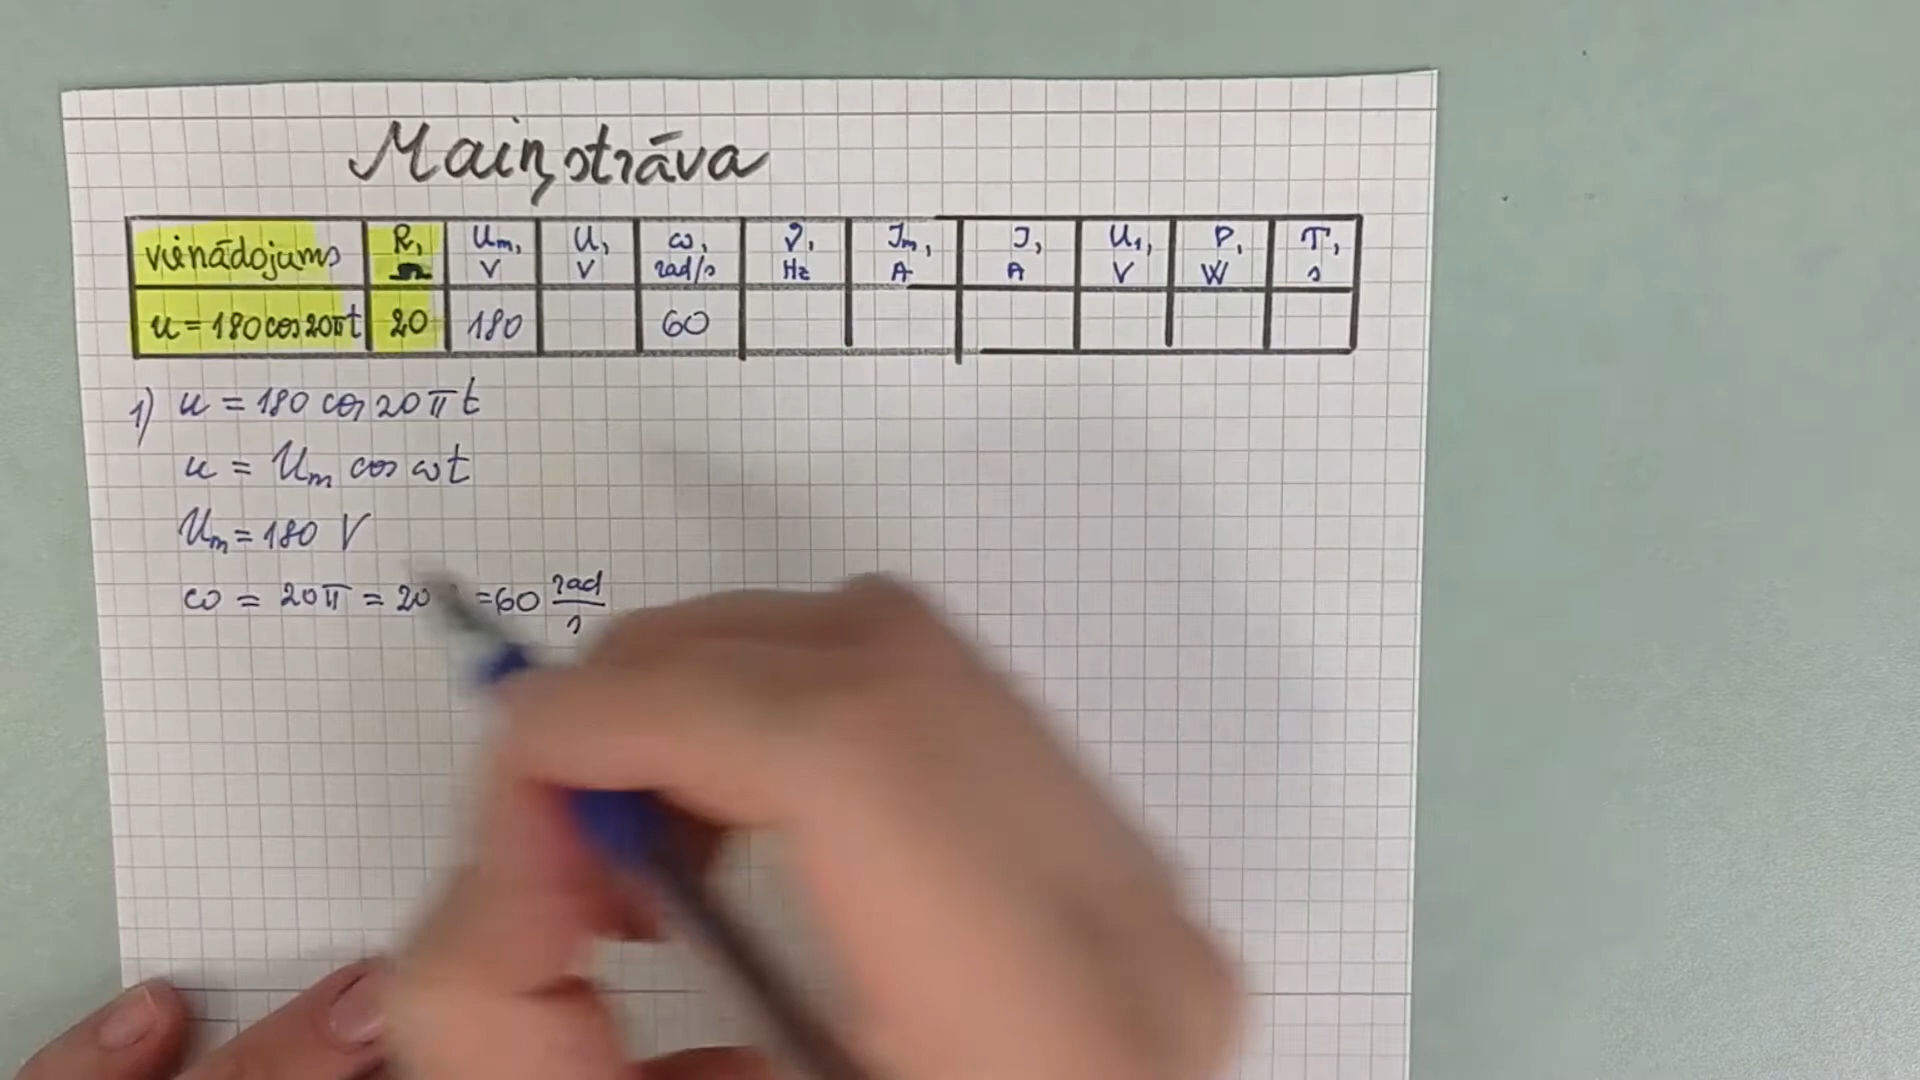 Maiņstrāva
vienādojums R, Ω Um, V U, V ω, rad/s ν, Hz Im, A I, A U1, V P, W T, s
u = 180 cos 20πt 20 180 60
1) u = 180 cos 20π t
u = Um cos ωt
Um = 180 V
ω = 20π = 20 = 60 rad/s